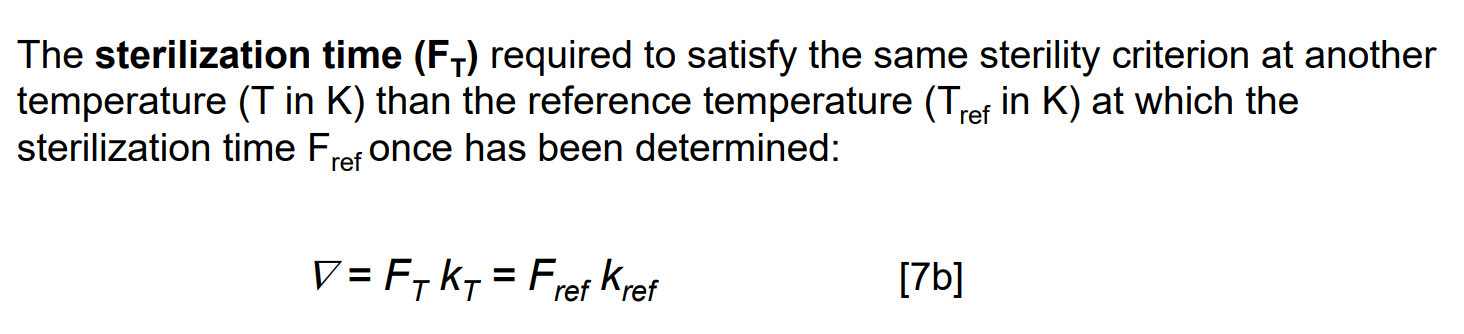 The sterilization time (F_T) required to satisfy the same sterility criterion at another
temperature (T in K) than the reference temperature (T_ref in K) at which the
sterilization time F_ref once has been determined:
∇ = F_T k_T = F_ref k_ref [7b]